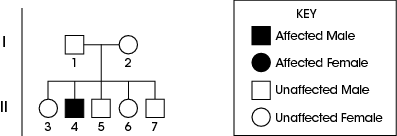 I
1 2
II
3 4 5 6 7
KEY
Affected Male
Affected Female
Unaffected Male
Unaffected Female